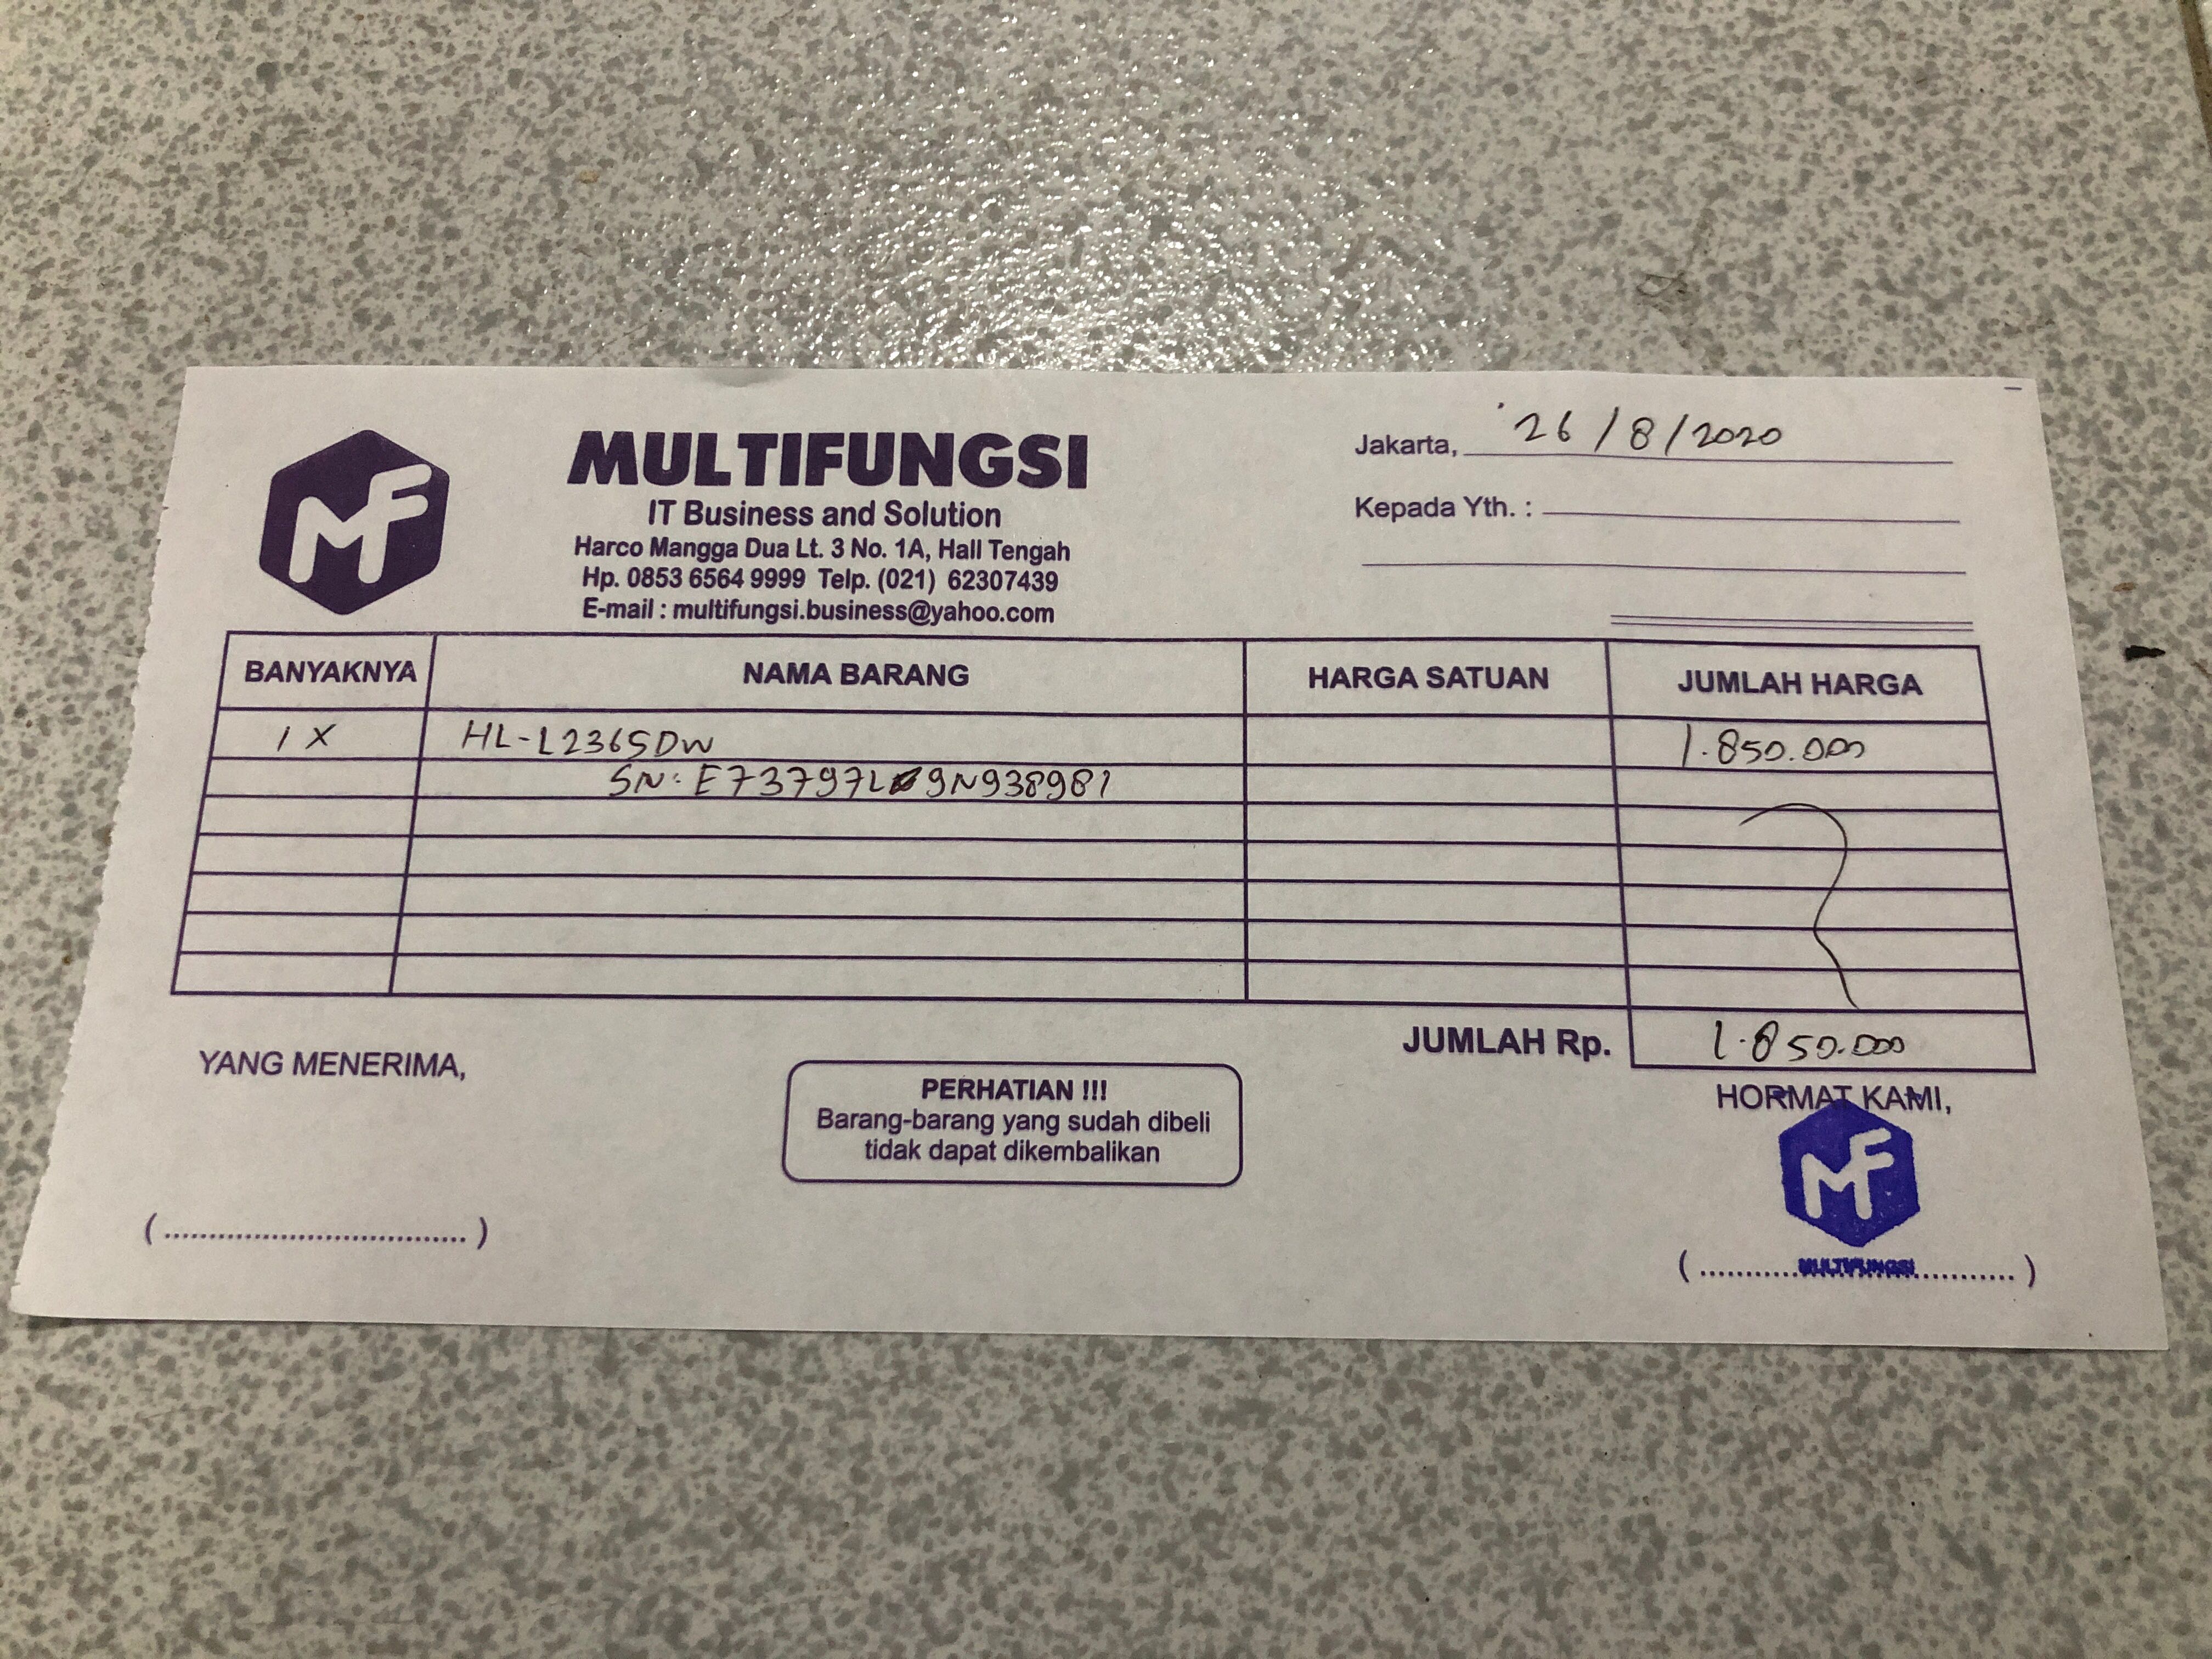 MF
MULTIFUNGSI
IT Business and Solution
Harco Mangga Dua Lt. 3 No. 1A, Hall Tengah
Hp. 0853 6564 9999 Telp. (021) 62307439
E-mail : multifungsi.business@yahoo.com
Jakarta, 26/8/2020
Kepada Yth. :
BANYAKNYA NAMA BARANG HARGA SATUAN JUMLAH HARGA
1 X HL-L2365DW 1.850.000
SN: E73797L09N938981
JUMLAH Rp. 1.850.000
YANG MENERIMA,
PERHATIAN !!!
Barang-barang yang sudah dibeli
tidak dapat dikembalikan
HORMAT KAMI,
MF
MULTIFUNGSI
(..................................)
(..................................)